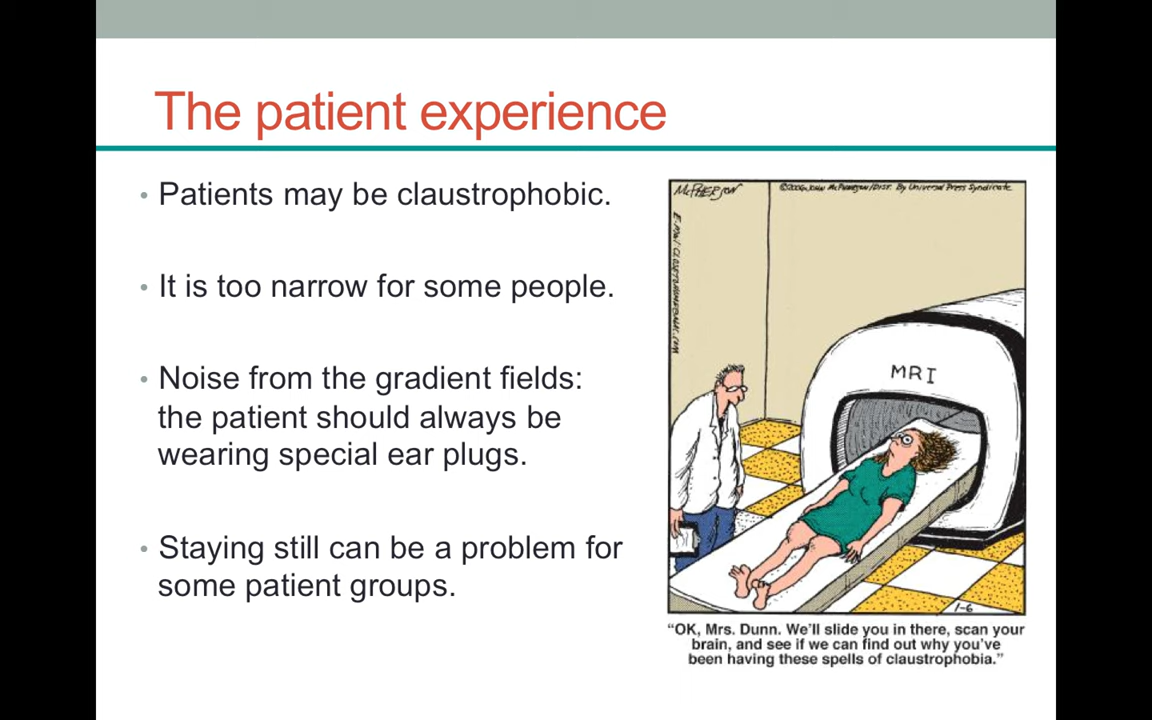 The patient experience
• Patients may be claustrophobic.
• It is too narrow for some people.
• Noise from the gradient fields:
the patient should always be
wearing special ear plugs.
• Staying still can be a problem for
some patient groups.
McPHERSON
©2006 JOHN McPHERSON/DIST. By Universal Press Syndicate
MRI
1-6
“OK, Mrs. Dunn. We’ll slide you in there, scan your
brain, and see if we can find out why you’ve
been having these spells of claustrophobia.”